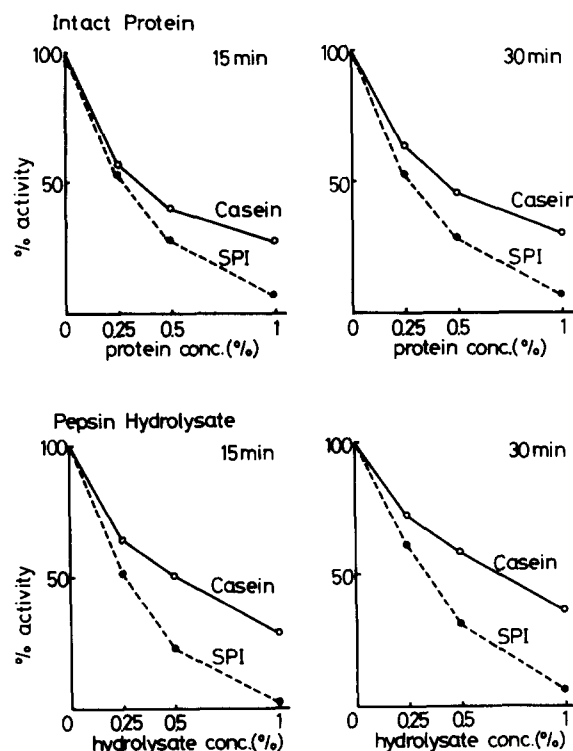 Intact Protein
15 min
100
50
% activity
Casein
SPI
0 0.25 0.5 1
protein conc.(%)
30 min
100
50
Casein
SPI
0 0.25 0.5 1
protein conc.(%)
Pepsin Hydrolysate
15 min
100
50
% activity
Casein
SPI
0 0.25 0.5 1
hydrolysate conc.(%)
30 min
100
50
Casein
SPI
0 0.25 0.5 1
hydrolysate conc.(%)